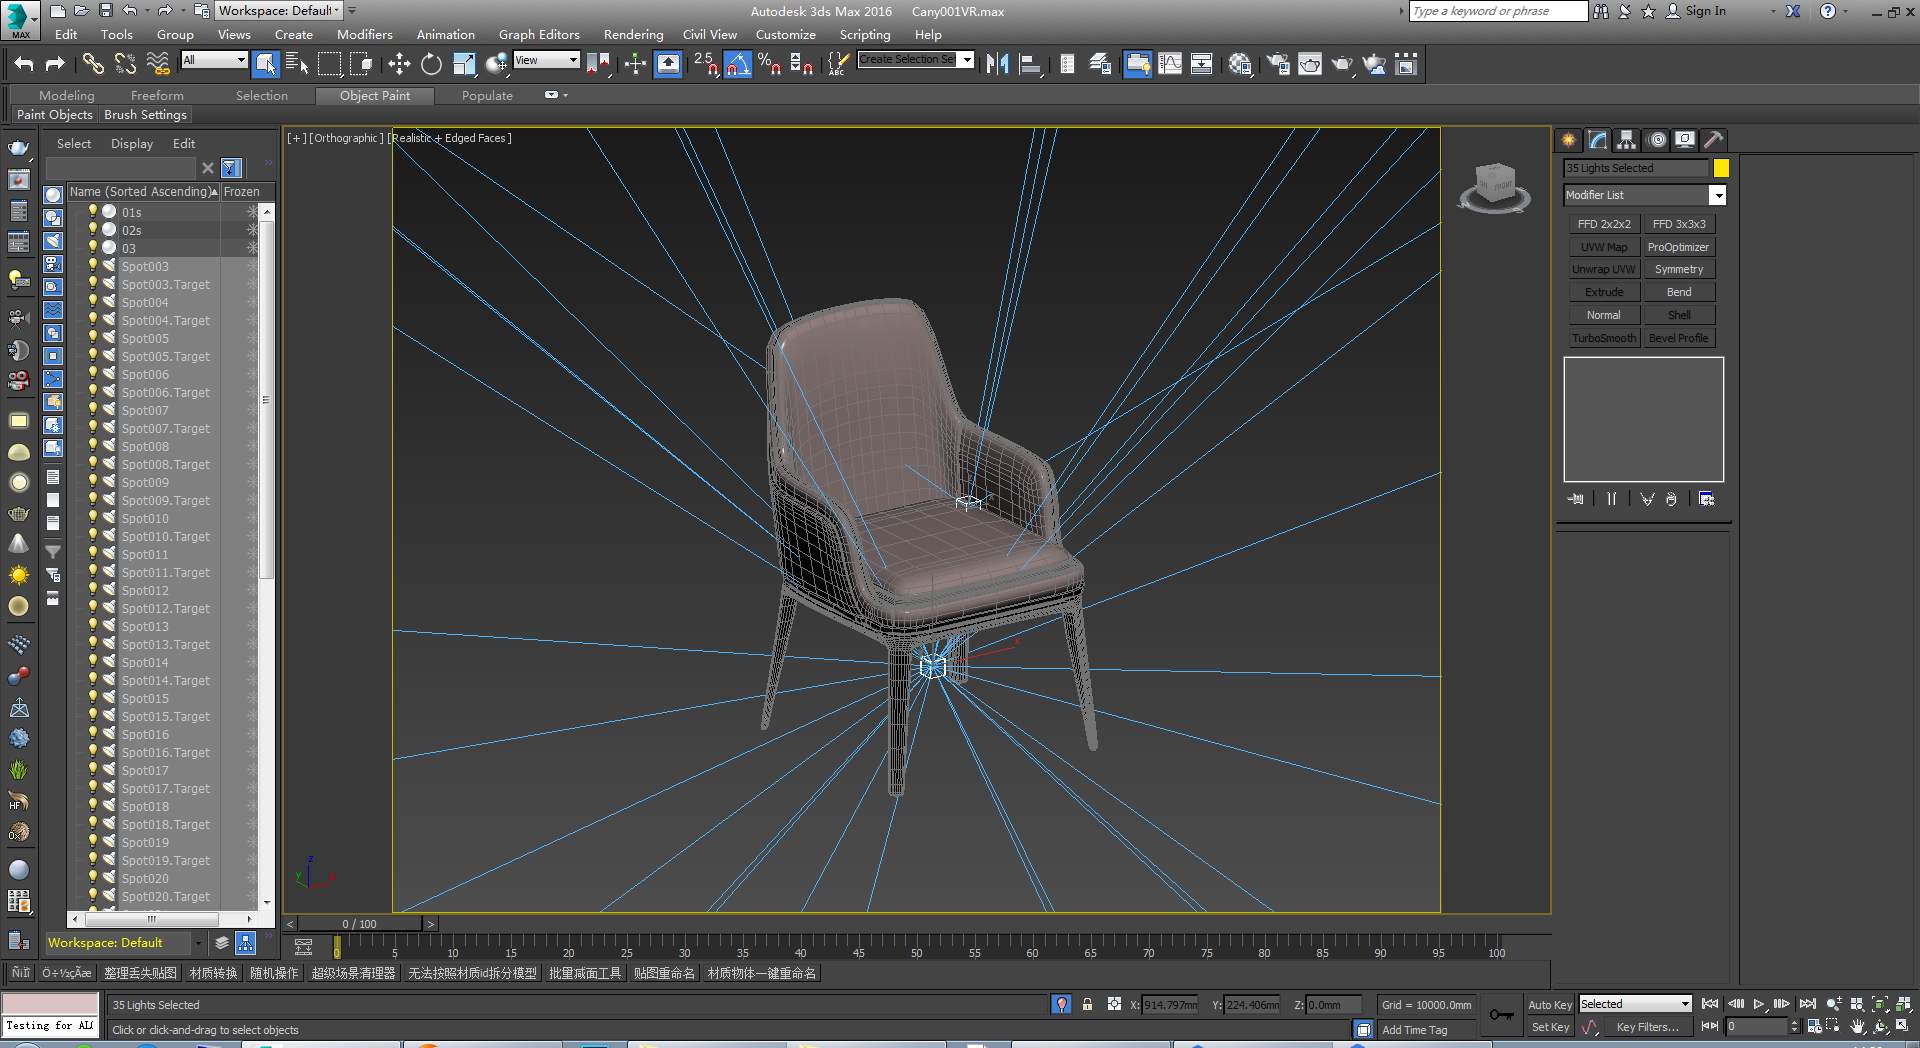 Workspace: Default
Autodesk 3ds Max 2016 Cany001VR.max
Type a keyword or phrase
Sign In
MAX
Edit Tools Group Views Create Modifiers Animation Graph Editors Rendering Civil View Customize Scripting Help
All
View
2.5
Create Selection Se
Modeling Freeform Selection Object Paint Populate
Paint Objects Brush Settings
Select Display Edit
Name (Sorted Ascending) Frozen
01s
02s
03
Spot003
Spot003.Target
Spot004
Spot004.Target
Spot005
Spot005.Target
Spot006
Spot006.Target
Spot007
Spot007.Target
Spot008
Spot008.Target
Spot009
Spot009.Target
Spot010
Spot010.Target
Spot011
Spot011.Target
Spot012
Spot012.Target
Spot013
Spot013.Target
Spot014
Spot014.Target
Spot015
Spot015.Target
Spot016
Spot016.Target
Spot017
Spot017.Target
Spot018
Spot018.Target
Spot019
Spot019.Target
Spot020
Spot020.Target
[+] [Orthographic] [Realistic + Edged Faces]
FRONT
35 Lights Selected
Modifier List
FFD 2x2x2 FFD 3x3x3
UVW Map ProOptimizer
Unwrap UVW Symmetry
Extrude Bend
Normal Shell
TurboSmooth Bevel Profile
0 / 100
Workspace: Default
0 5 10 15 20 25 30 35 40 45 50 55 60 65 70 75 80 85 90 95 100
整理丢失贴图 材质转换 随机操作 超级场景清理器 无法按照材质id拆分模型 批量减面工具 贴图重命名 材质物体一键重命名
35 Lights Selected
X: 914.797mm Y: 224.406mm Z: 0.0mm Grid = 10000.0mm
Auto Key Selected
Testing for AL
Click or click-and-drag to select objects
Add Time Tag
Set Key Key Filters... 0